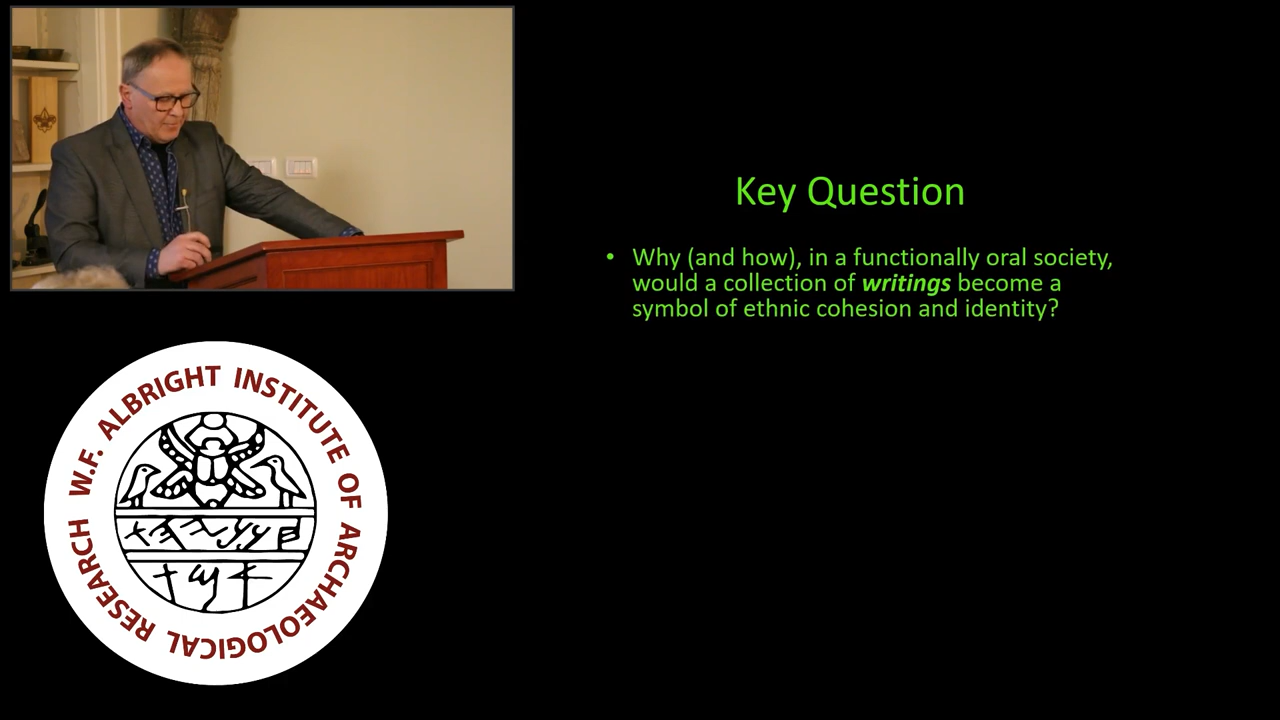 Key Question
• Why (and how), in a functionally oral society,
would a collection of writings become a
symbol of ethnic cohesion and identity?
W.F. ALBRIGHT INSTITUTE OF ARCHAEOLOGICAL RESEARCH